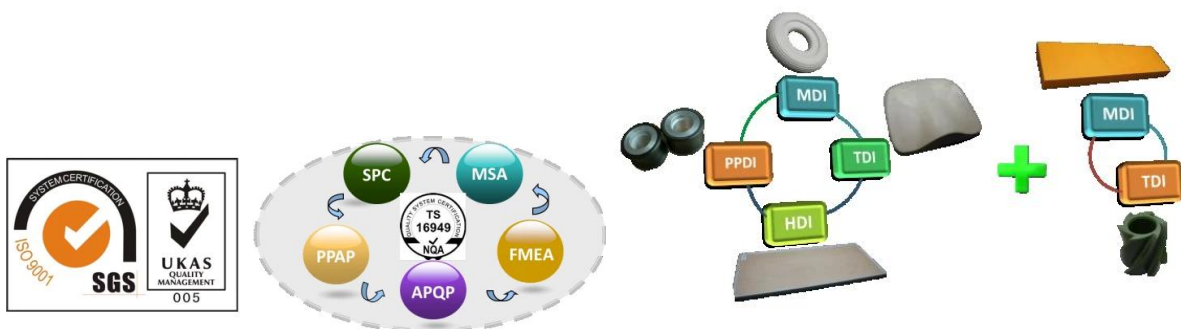 SYSTEM CERTIFICATION
ISO 9001
SGS
UKAS
QUALITY
MANAGEMENT
005
SPC
MSA
PPAP
FMEA
APQP
QUALITY SYSTEM CERTIFICATION
TS
16949
NQA
MDI
PPDI
TDI
HDI
MDI
TDI